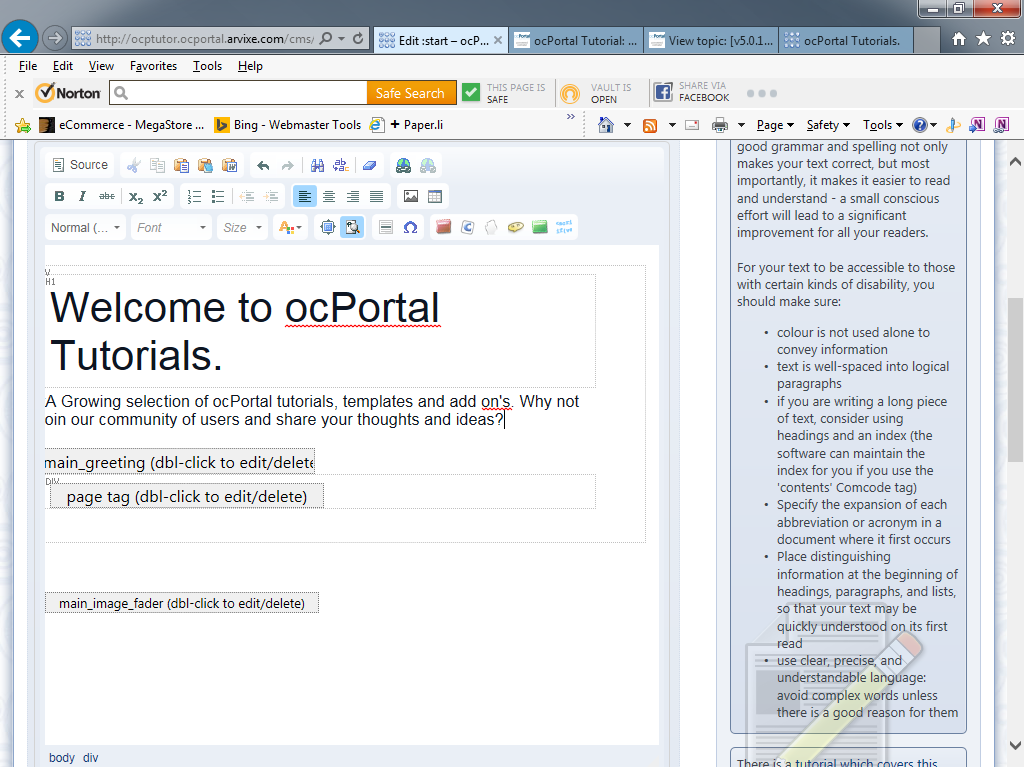 http://ocptutor.ocportal.arvixe.com/cms/
Edit :start – ocP...
ocPortal Tutorial: ...
View topic: [v5.0.1...
ocPortal Tutorials.
File Edit View Favorites Tools Help
x Norton
Safe Search
THIS PAGE IS
SAFE
VAULT IS
OPEN
SHARE VIA
FACEBOOK
eCommerce - MegaStore ...
Bing - Webmaster Tools
+ Paper.li
»
Page Safety Tools
Source
B I abc X2 X2
Normal (... Font Size
V
H1
Welcome to ocPortal
Tutorials.
A Growing selection of ocPortal tutorials, templates and add on's. Why not
oin our community of users and share your thoughts and ideas?
main_greeting (dbl-click to edit/delete
DIV
page tag (dbl-click to edit/delete)
main_image_fader (dbl-click to edit/delete)
body div
good grammar and spelling not only
makes your text correct, but most
importantly, it makes it easier to read
and understand - a small conscious
effort will lead to a significant
improvement for all your readers.
For your text to be accessible to those
with certain kinds of disability, you
should make sure:
• colour is not used alone to
convey information
• text is well-spaced into logical
paragraphs
• if you are writing a long piece
of text, consider using
headings and an index (the
software can maintain the
index for you if you use the
'contents' Comcode tag)
• Specify the expansion of each
abbreviation or acronym in a
document where it first occurs
• Place distinguishing
information at the beginning of
headings, paragraphs, and lists,
so that your text may be
quickly understood on its first
read
• use clear, precise, and
understandable language:
avoid complex words unless
there is a good reason for them
There is a tutorial which covers this